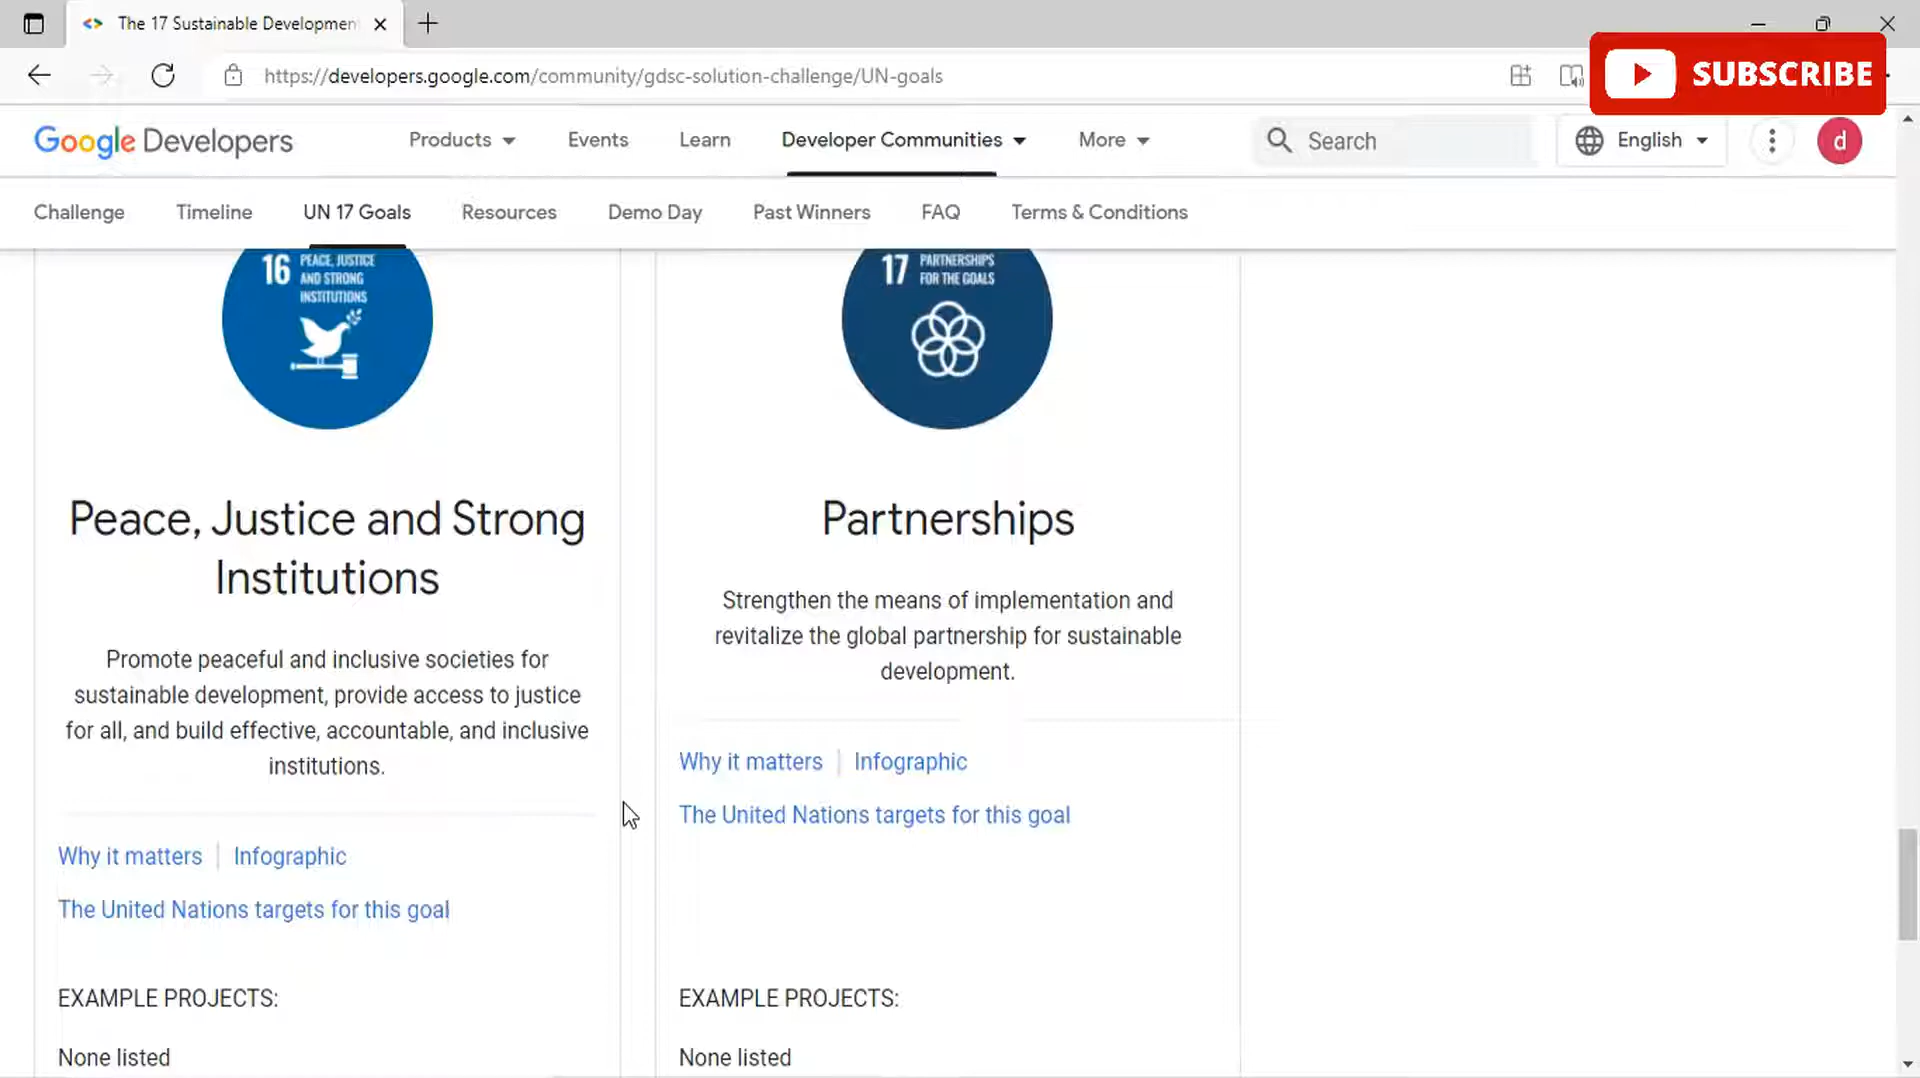 The 17 Sustainable Developmen
https://developers.google.com/community/gdsc-solution-challenge/UN-goals
SUBSCRIBE
Google Developers
Products
Events
Learn
Developer Communities
More
Search
English
d
Challenge
Timeline
UN 17 Goals
Resources
Demo Day
Past Winners
FAQ
Terms & Conditions
16 PEACE, JUSTICE
AND STRONG
INSTITUTIONS
Peace, Justice and Strong
Institutions
Promote peaceful and inclusive societies for
sustainable development, provide access to justice
for all, and build effective, accountable, and inclusive
institutions.
Why it matters | Infographic
The United Nations targets for this goal
EXAMPLE PROJECTS:
None listed
17 PARTNERSHIPS
FOR THE GOALS
Partnerships
Strengthen the means of implementation and
revitalize the global partnership for sustainable
development.
Why it matters | Infographic
The United Nations targets for this goal
EXAMPLE PROJECTS:
None listed